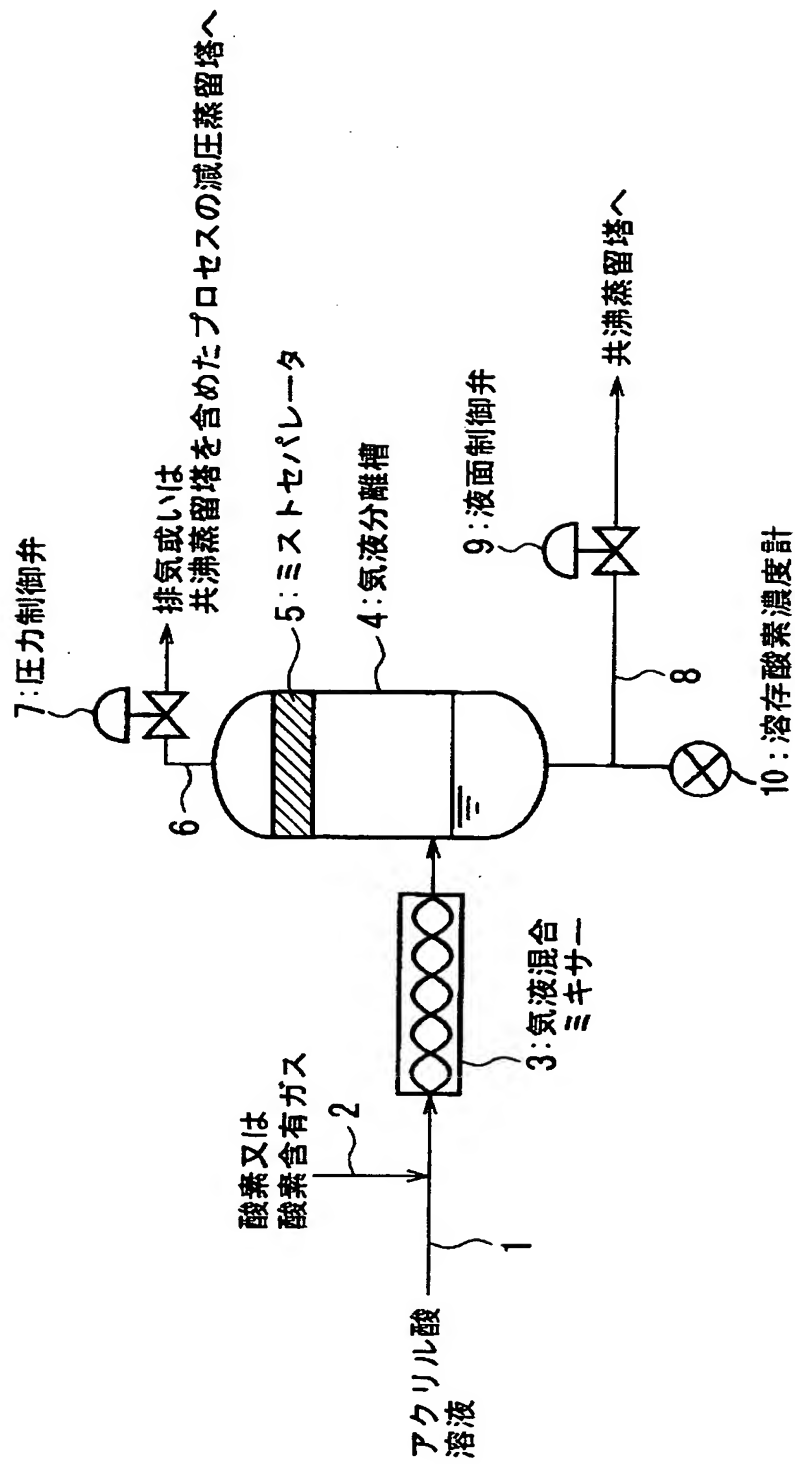 7:圧力制御弁
排気或いは
共沸蒸留塔を含めたプロセスの減圧蒸留塔へ
6
5:ミストセパレータ
4:気液分離槽
9:液面制御弁
共沸蒸留塔へ
8
10:溶存酸素濃度計
酸素又は
酸素含有ガス
2
3:気液混合
ミキサー
1
アクリル酸
溶液